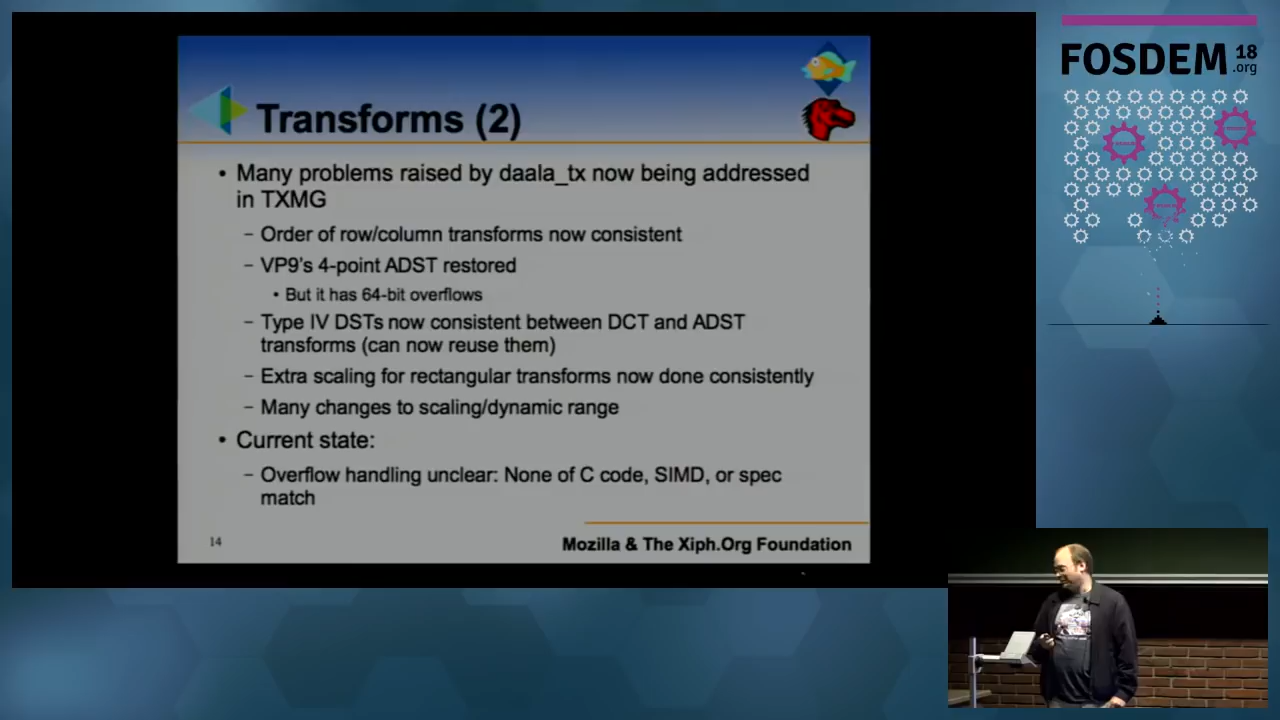 FOSDEM 18
.org
Transforms (2)
• Many problems raised by daala_tx now being addressed
in TXMG
– Order of row/column transforms now consistent
– VP9's 4-point ADST restored
• But it has 64-bit overflows
– Type IV DSTs now consistent between DCT and ADST
transforms (can now reuse them)
– Extra scaling for rectangular transforms now done consistently
– Many changes to scaling/dynamic range
• Current state:
– Overflow handling unclear: None of C code, SIMD, or spec
match
14
Mozilla & The Xiph.Org Foundation